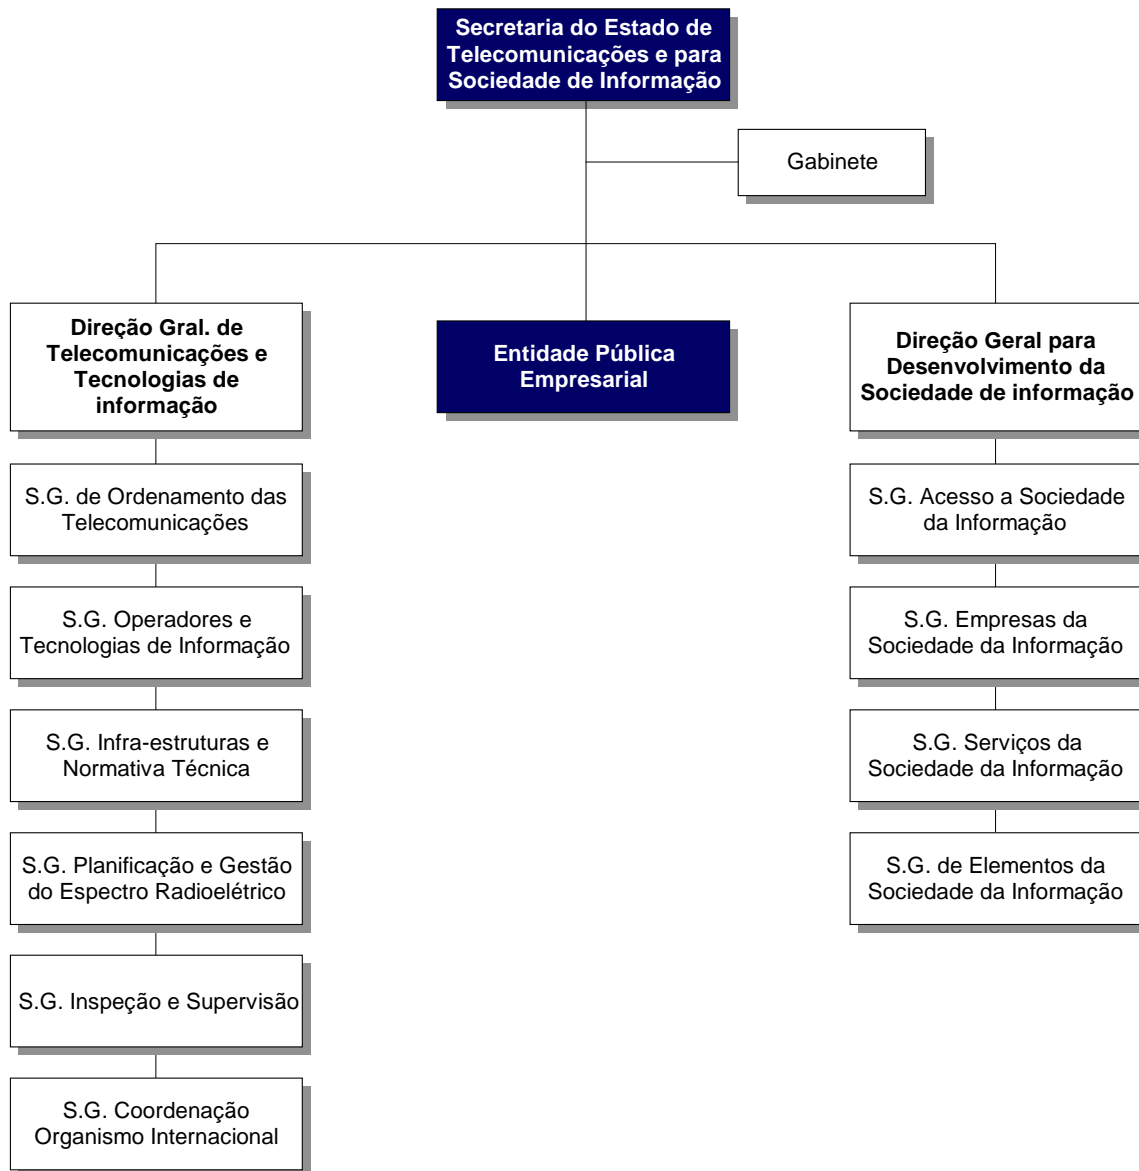 Secretaria do Estado de
Telecomunicações e para
Sociedade de Informação
Gabinete
Direção Gral. de
Telecomunicações e
Tecnologias de
informação
Entidade Pública
Empresarial
Direção Geral para
Desenvolvimento da
Sociedade de informação
S.G. de Ordenamento das
Telecomunicações
S.G. Operadores e
Tecnologias de Informação
S.G. Infra-estruturas e
Normativa Técnica
S.G. Planificação e Gestão
do Espectro Radioelétrico
S.G. Inspeção e Supervisão
S.G. Coordenação
Organismo Internacional
S.G. Acesso a Sociedade
da Informação
S.G. Empresas da
Sociedade da Informação
S.G. Serviços da
Sociedade da Informação
S.G. de Elementos da
Sociedade da Informação